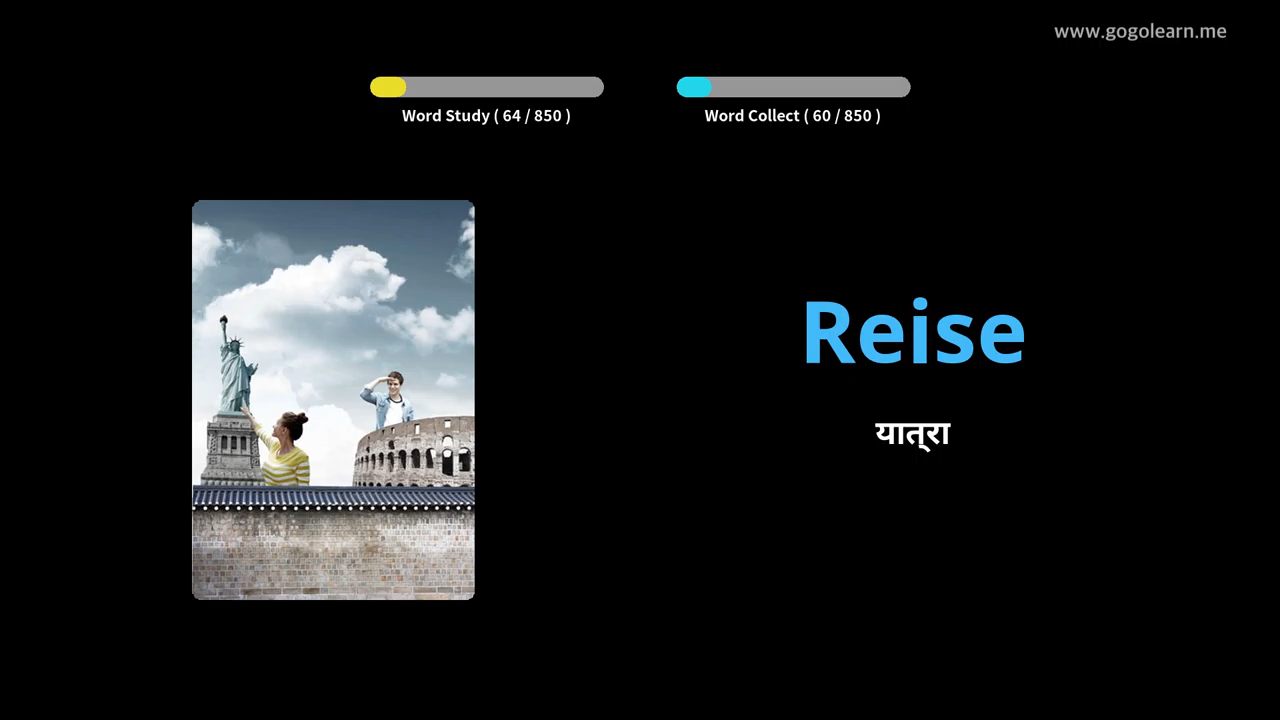 www.gogolearn.me
Word Study ( 64 / 850 )
Word Collect ( 60 / 850 )
Reise
यात्रा